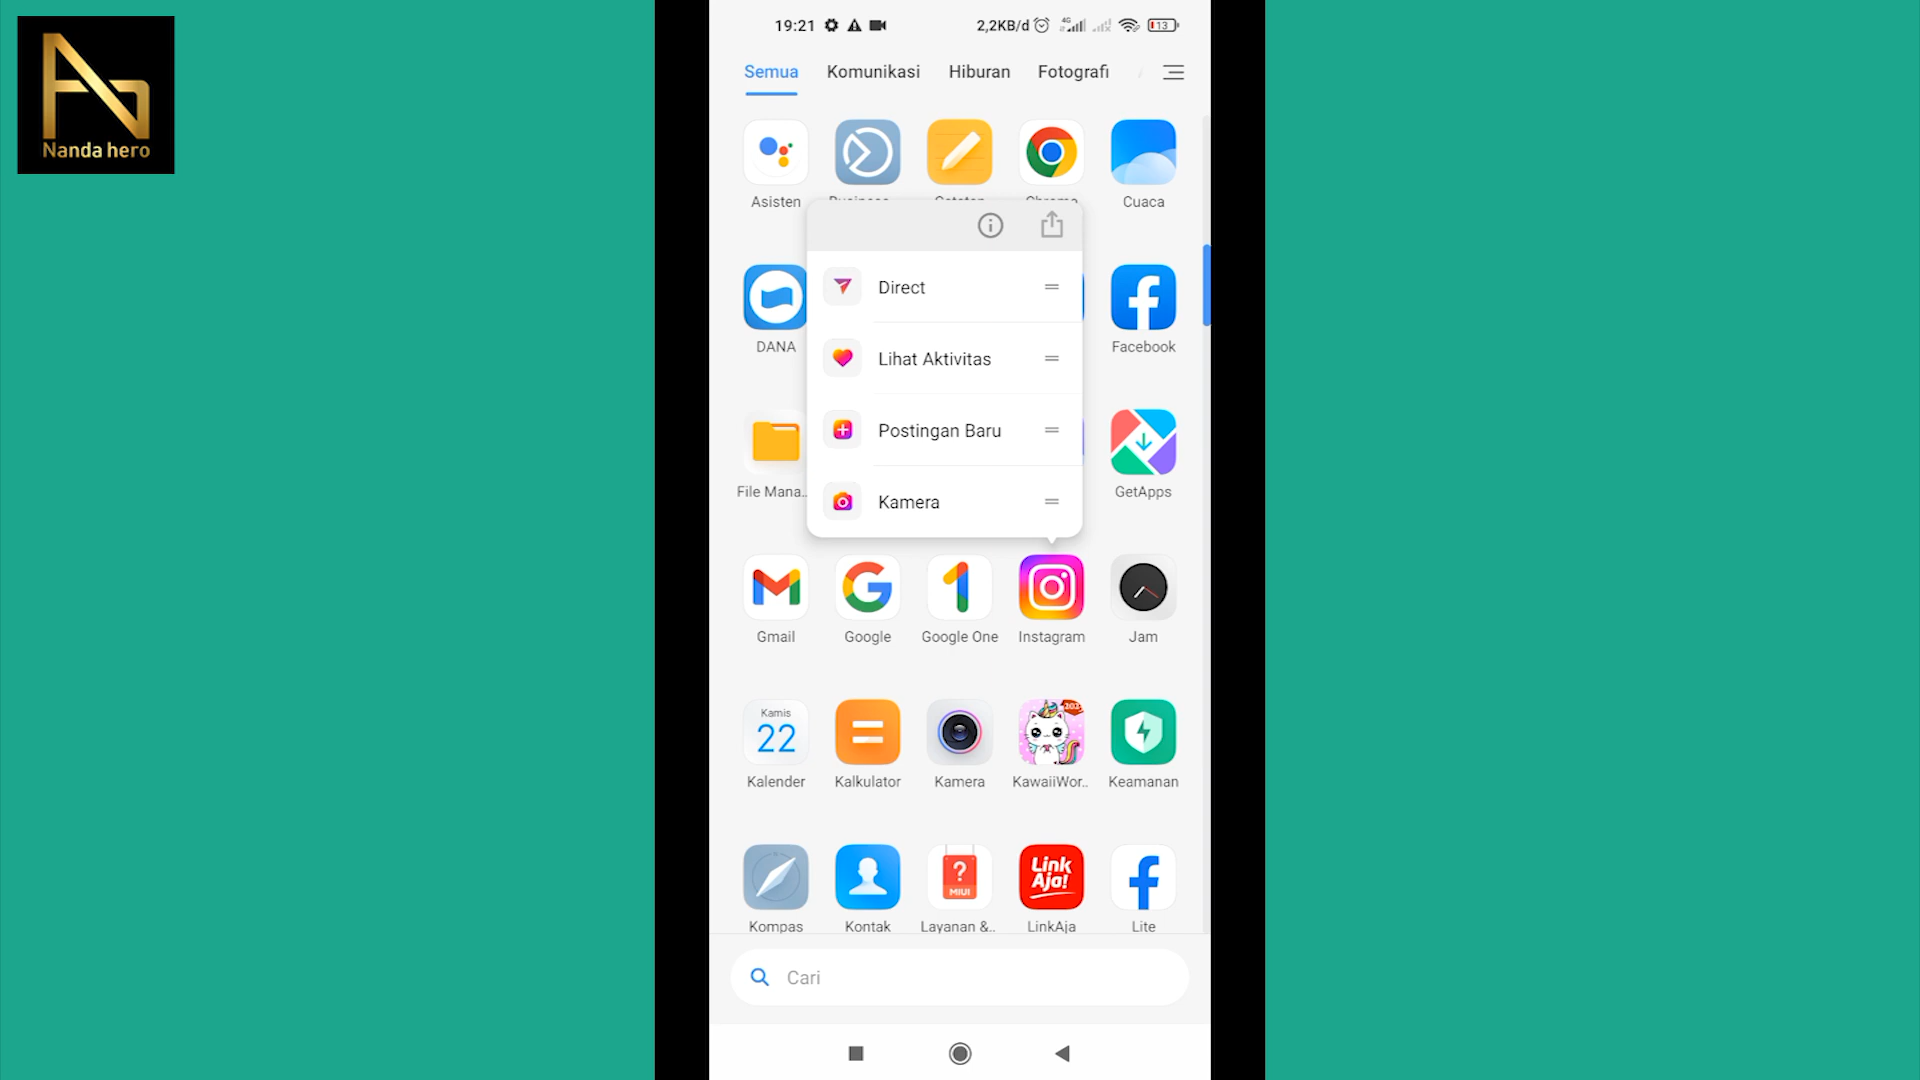 Nanda hero
19:21
2,2KB/d
4G
13
Semua Komunikasi Hiburan Fotografi
Asisten
Cuaca
Direct
Lihat Aktivitas
Postingan Baru
Kamera
DANA
Facebook
File Mana..
GetApps
Gmail Google Google One Instagram Jam
Kamis
22
Kalender Kalkulator Kamera KawaiiWor.. Keamanan
?
MIUI
Link
Aja!
Kompas Kontak Layanan &.. LinkAja Lite
Cari